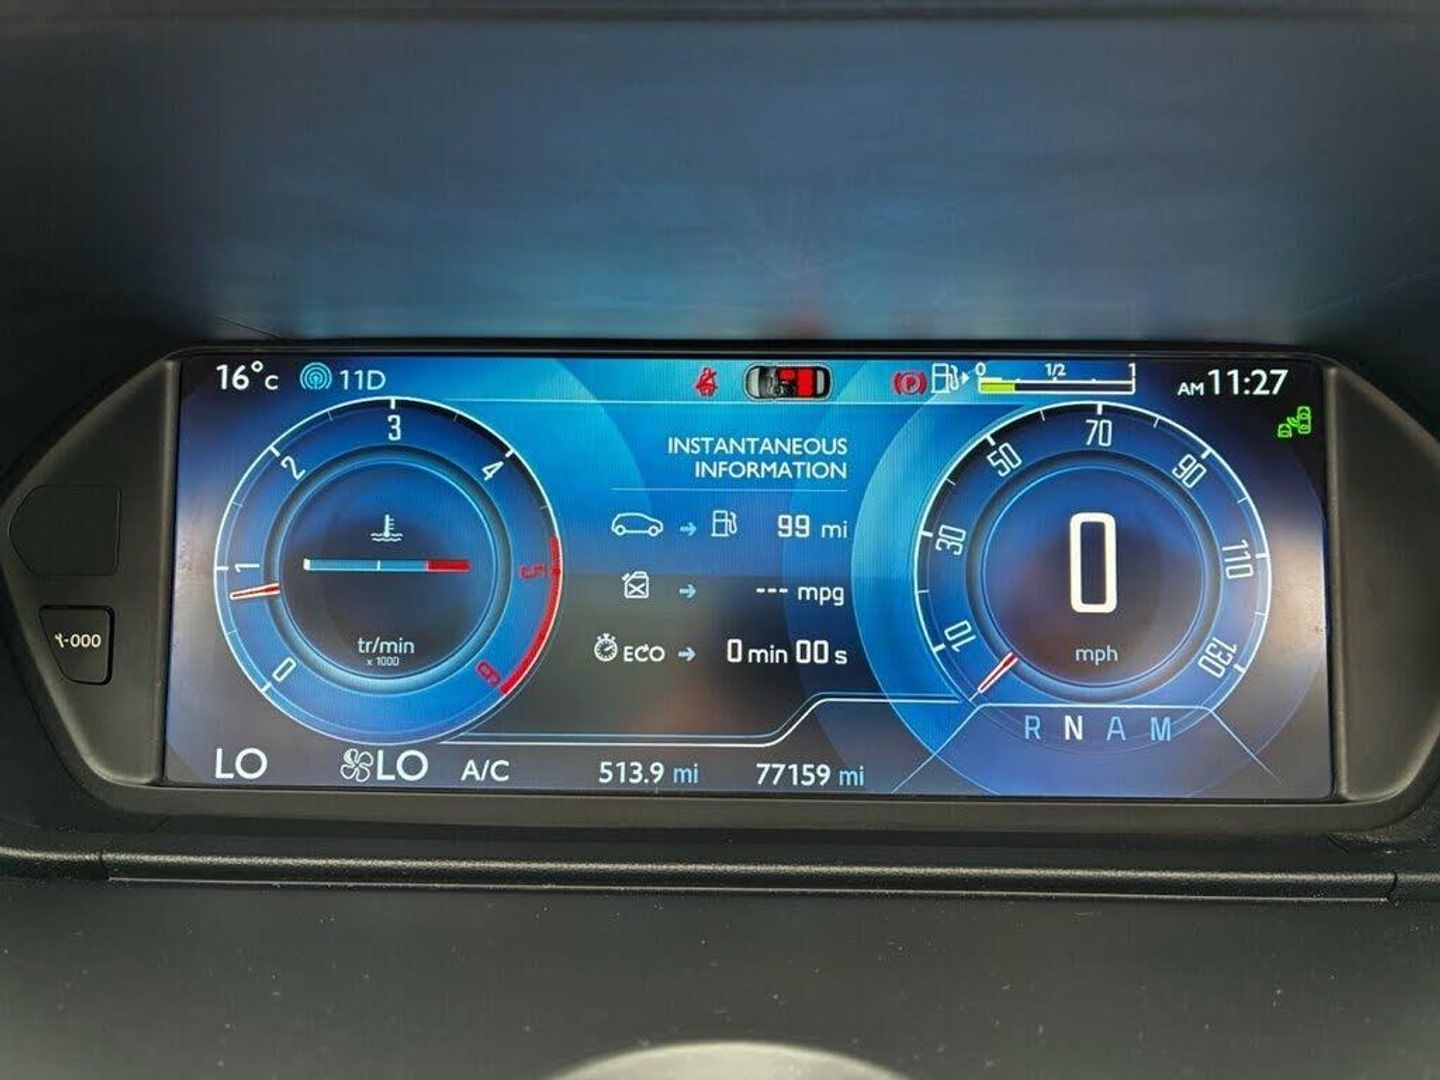 16°C 11D
P 0 1/2 1
AM 11:27
0 1 2 3 4 5 6
tr/min
x 1000
INSTANTANEOUS
INFORMATION
99 mi
--- mpg
ECO 0 min 00 s
10 30 50 70 90 110 130
0
mph
R N A M
LO LO A/C 513.9 mi 77159 mi
-000